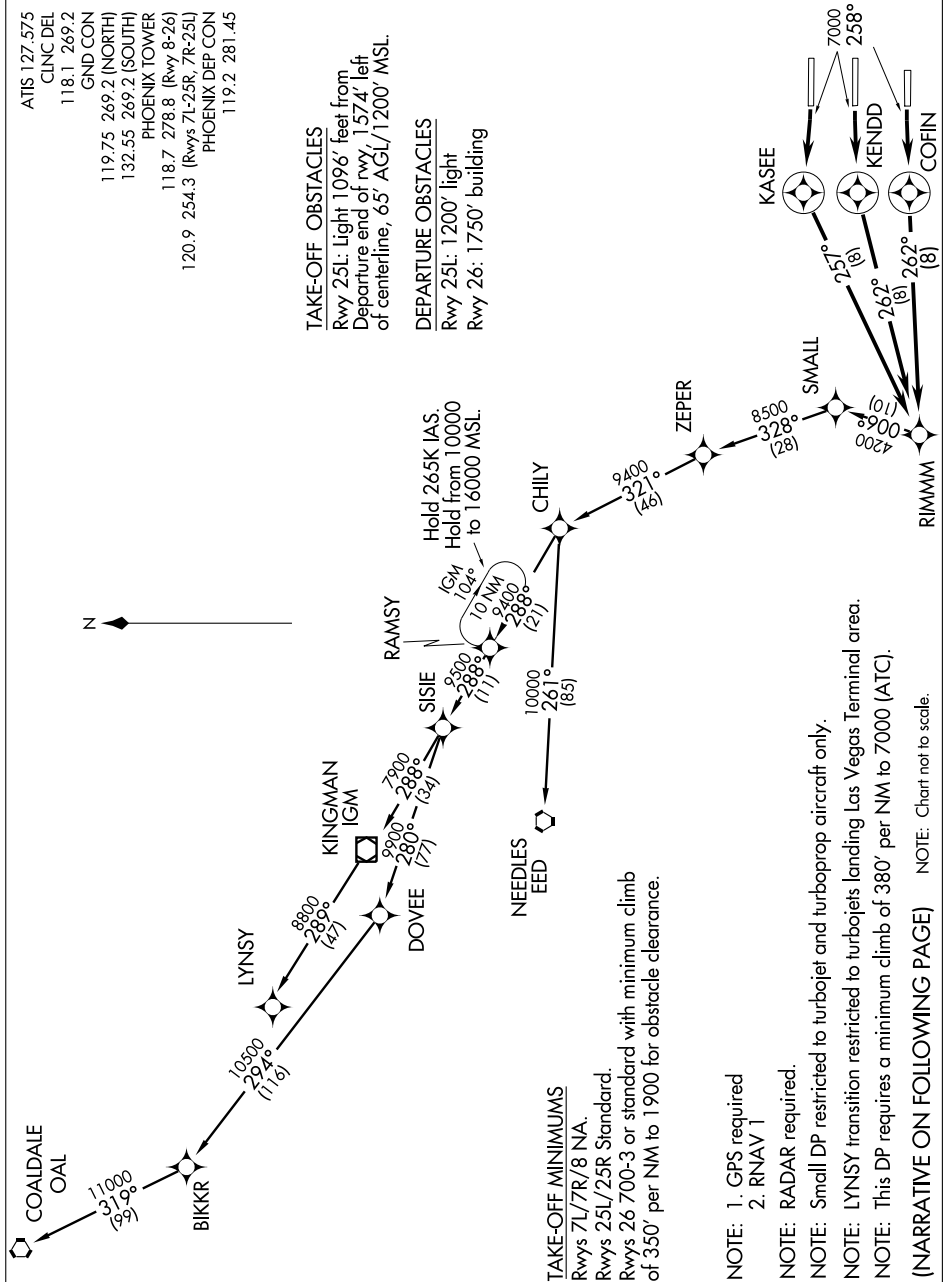 ATIS 127.575
CLNC DEL
118.1 269.2
GND CON
119.75 269.2 (NORTH)
132.55 269.2 (SOUTH)
PHOENIX TOWER
118.7 278.8 (Rwy 8-26)
120.9 254.3 (Rwys 7L-25R, 7R-25L)
PHOENIX DEP CON
119.2 281.45
TAKE-OFF OBSTACLES
Rwy 25L: Light 1096' feet from
Departure end of rwy, 1574' left
of centerline, 65' AGL/1200' MSL.
DEPARTURE OBSTACLES
Rwy 25L: 1200' light
Rwy 26: 1750' building
N
COALDALE
OAL
11000
319°
(99)
BIKKR
10500
294°
(116)
LYNSY
8800
289°
(47)
KINGMAN
IGM
DOVEE
9900
280°
(77)
7900
288°
(34)
SISIE
9500
288°
(11)
RAMSY
IGM
104°
10 NM
Hold 265K IAS.
Hold from 10000
to 16000 MSL.
9400
288°
(21)
CHILY
10000
261°
(85)
NEEDLES
EED
9400
321°
(46)
ZEPER
8500
328°
(28)
SMALL
4200
006°
(10)
RIMMM
KASEE
257°
(8)
KENDD
262°
(8)
COFIN
262°
(8)
7000
258°
TAKE-OFF MINIMUMS
Rwys 7L/7R/8 NA.
Rwys 25L/25R Standard.
Rwys 26 700-3 or standard with minimum climb
of 350' per NM to 1900 for obstacle clearance.
NOTE: 1. GPS required
2. RNAV 1
NOTE: RADAR required.
NOTE: Small DP restricted to turbojet and turboprop aircraft only.
NOTE: LYNSY transition restricted to turbojets landing Las Vegas Terminal area.
NOTE: This DP requires a minimum climb of 380' per NM to 7000 (ATC).
(NARRATIVE ON FOLLOWING PAGE) NOTE: Chart not to scale.